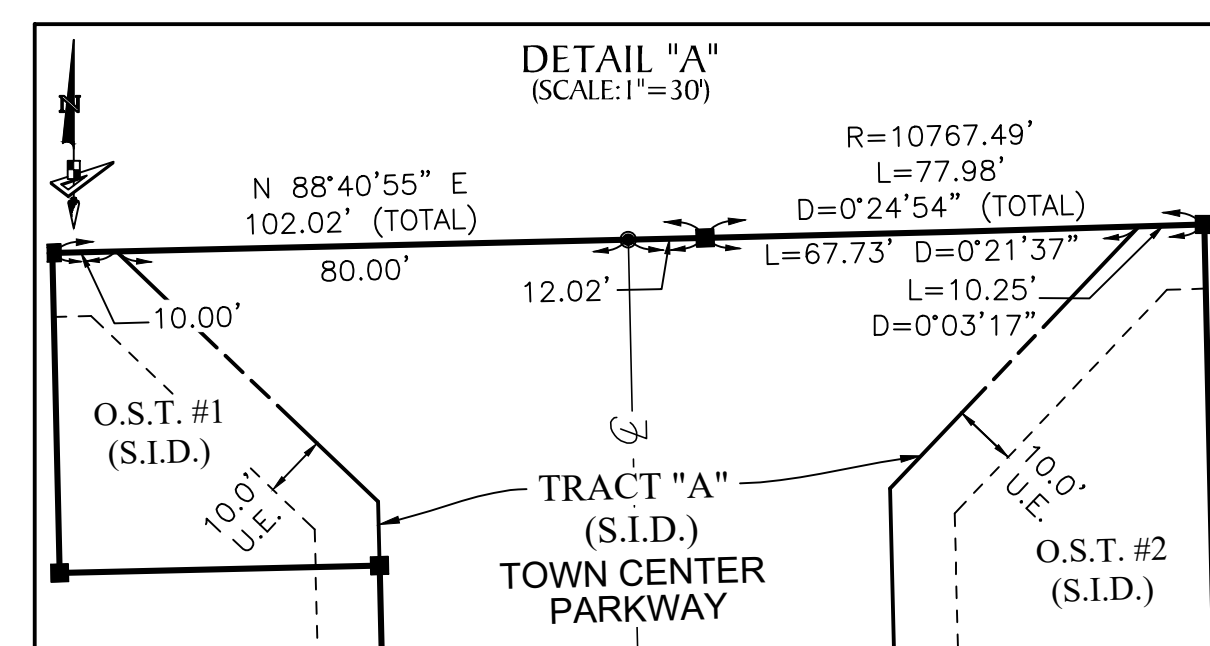 DETAIL "A"
(SCALE:1"=30')
N
R=10767.49'
L=77.98'
D=0°24'54" (TOTAL)
N 88°40'55" E
102.02' (TOTAL)
80.00'
12.02'
L=67.73' D=0°21'37"
L=10.25'
D=0°03'17"
10.00'
O.S.T. #1
(S.I.D.)
10.0'
U.E.
TRACT "A"
(S.I.D.)
TOWN CENTER
PARKWAY
10.0'
U.E.
O.S.T. #2
(S.I.D.)